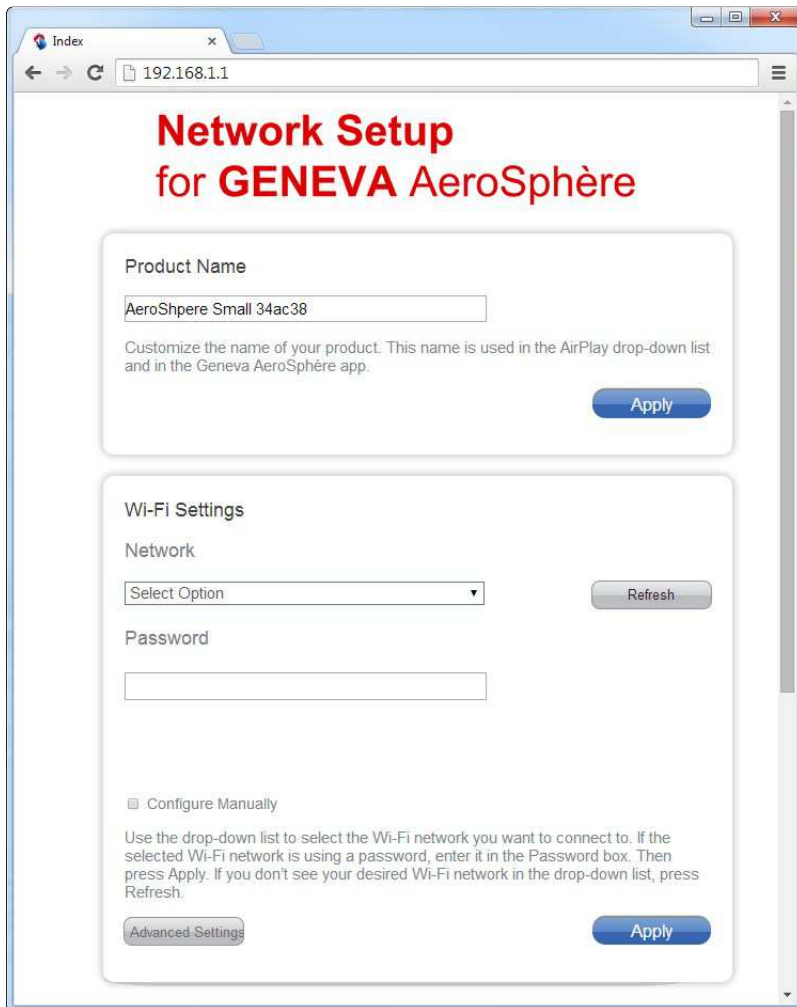 Index
192.168.1.1
Network Setup
for GENEVA AeroSphère
Product Name
AeroShpere Small 34ac38
Customize the name of your product. This name is used in the AirPlay drop-down list
and in the Geneva AeroSphère app.
Apply
Wi-Fi Settings
Network
Select Option
Refresh
Password
Configure Manually
Use the drop-down list to select the Wi-Fi network you want to connect to. If the
selected Wi-Fi network is using a password, enter it in the Password box. Then
press Apply. If you don't see your desired Wi-Fi network in the drop-down list, press
Refresh.
Advanced Settings
Apply